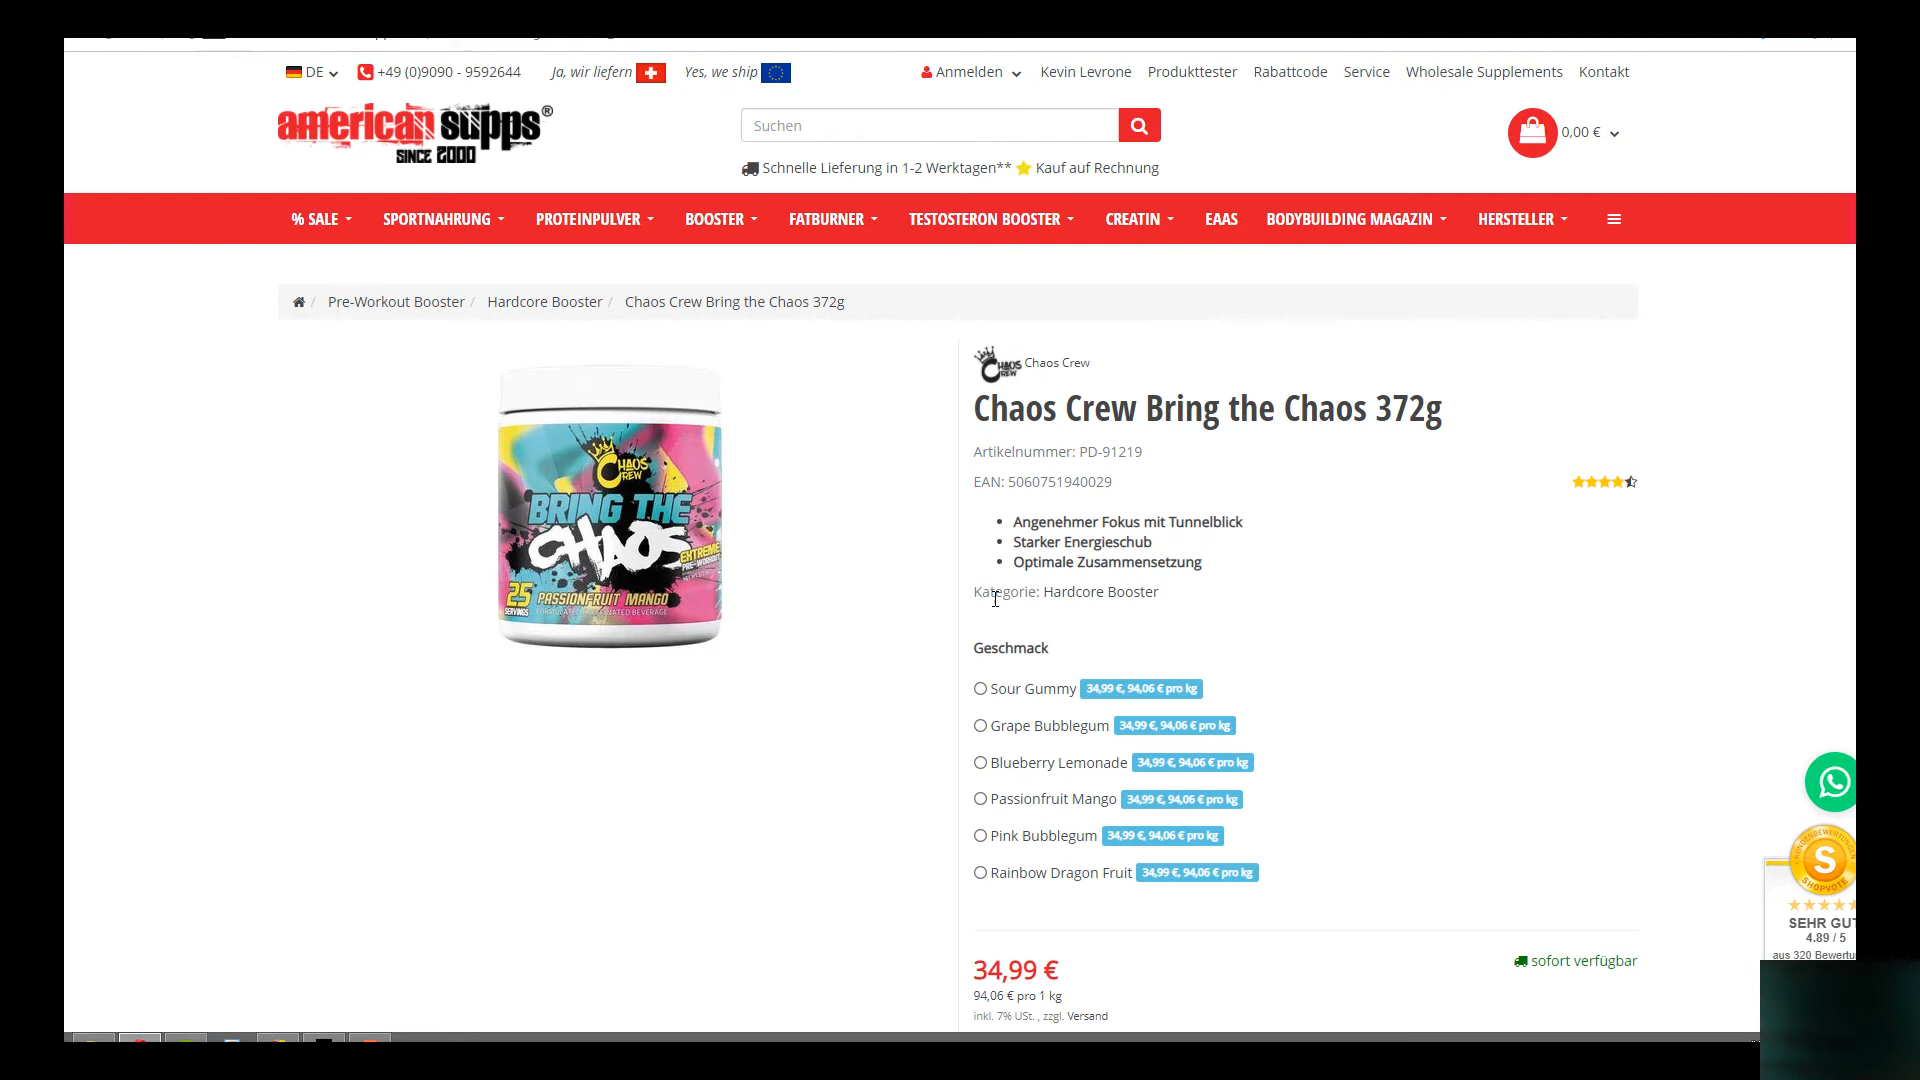 DE
+49 (0)9090 - 9592644
Ja, wir liefern
Yes, we ship
Anmelden
Kevin Levrone
Produkttester
Rabattcode
Service
Wholesale Supplements
Kontakt
american supps®
SINCE 2000
Suchen
0,00 €
Schnelle Lieferung in 1-2 Werktagen** Kauf auf Rechnung
% SALE
SPORTNAHRUNG
PROTEINPULVER
BOOSTER
FATBURNER
TESTOSTERON BOOSTER
CREATIN
EAAS
BODYBUILDING MAGAZIN
HERSTELLER
/ Pre-Workout Booster / Hardcore Booster / Chaos Crew Bring the Chaos 372g
CHAOS CREW
Chaos Crew
Chaos Crew Bring the Chaos 372g
Artikelnummer: PD-91219
EAN: 5060751940029
• Angenehmer Fokus mit Tunnelblick
• Starker Energieschub
• Optimale Zusammensetzung
Kategorie: Hardcore Booster
CHAOS
CREW
BRING THE
CHAOS
EXTREME
PRE-WORKOUT
25
SERVINGS
PASSIONFRUIT MANGO
Geschmack
Sour Gummy 34,99 €, 94,06 € pro kg
Grape Bubblegum 34,99 €, 94,06 € pro kg
Blueberry Lemonade 34,99 €, 94,06 € pro kg
Passionfruit Mango 34,99 €, 94,06 € pro kg
Pink Bubblegum 34,99 €, 94,06 € pro kg
Rainbow Dragon Fruit 34,99 €, 94,06 € pro kg
34,99 €
sofort verfügbar
94,06 € pro 1 kg
inkl. 7% USt. , zzgl. Versand
KUNDENBEWERTUNGEN
S
SHOPVOTE
SEHR GUT
4.89 / 5
aus 320 Bewertu